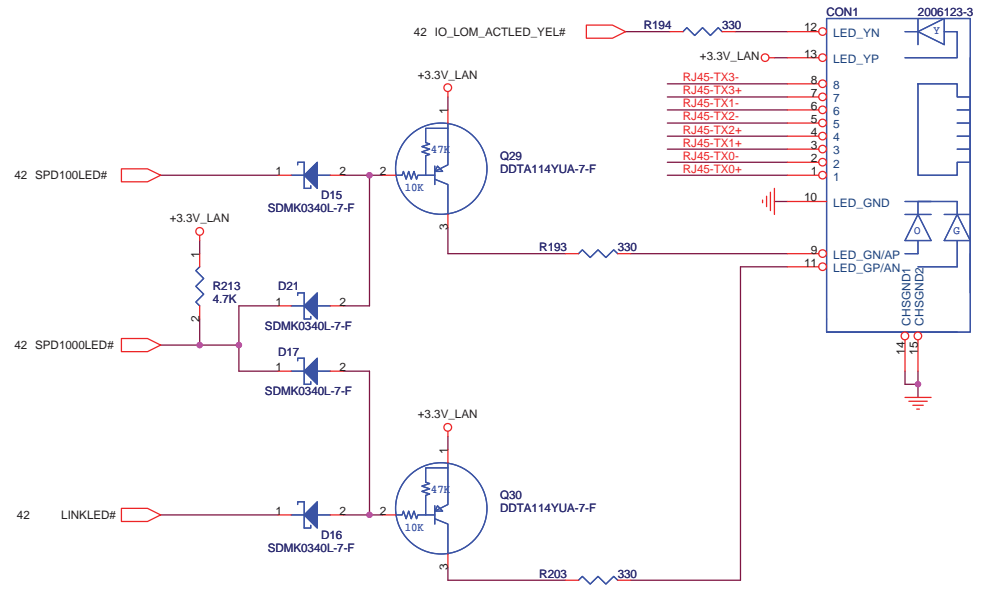 CON1 2006123-3
42 IO_LOM_ACTLED_YEL# R194 330 12 LED_YN Y
+3.3V_LAN 13 LED_YP
+3.3V_LAN
RJ45-TX3- 8 8
RJ45-TX3+ 7 7
RJ45-TX1- 6 6
RJ45-TX2- 5 5
RJ45-TX2+ 4 4
RJ45-TX1+ 3 3
RJ45-TX0- 2 2
RJ45-TX0+ 1 1
1
47K
10K
Q29
DDTA114YUA-7-F
42 SPD100LED# 1 2 2
D15
SDMK0340L-7-F
3
10 LED_GND
O G
+3.3V_LAN
1
R193 330 9 LED_GN/AP
11 LED_GP/AN
R213
4.7K
2
D21
1 2
SDMK0340L-7-F
CHSGND1
CHSGND2
14
15
42 SPD1000LED#
D17
1 2
SDMK0340L-7-F
+3.3V_LAN
1
47K
10K
Q30
DDTA114YUA-7-F
42 LINKLED# 1 2 2
D16
SDMK0340L-7-F
3
R203 330